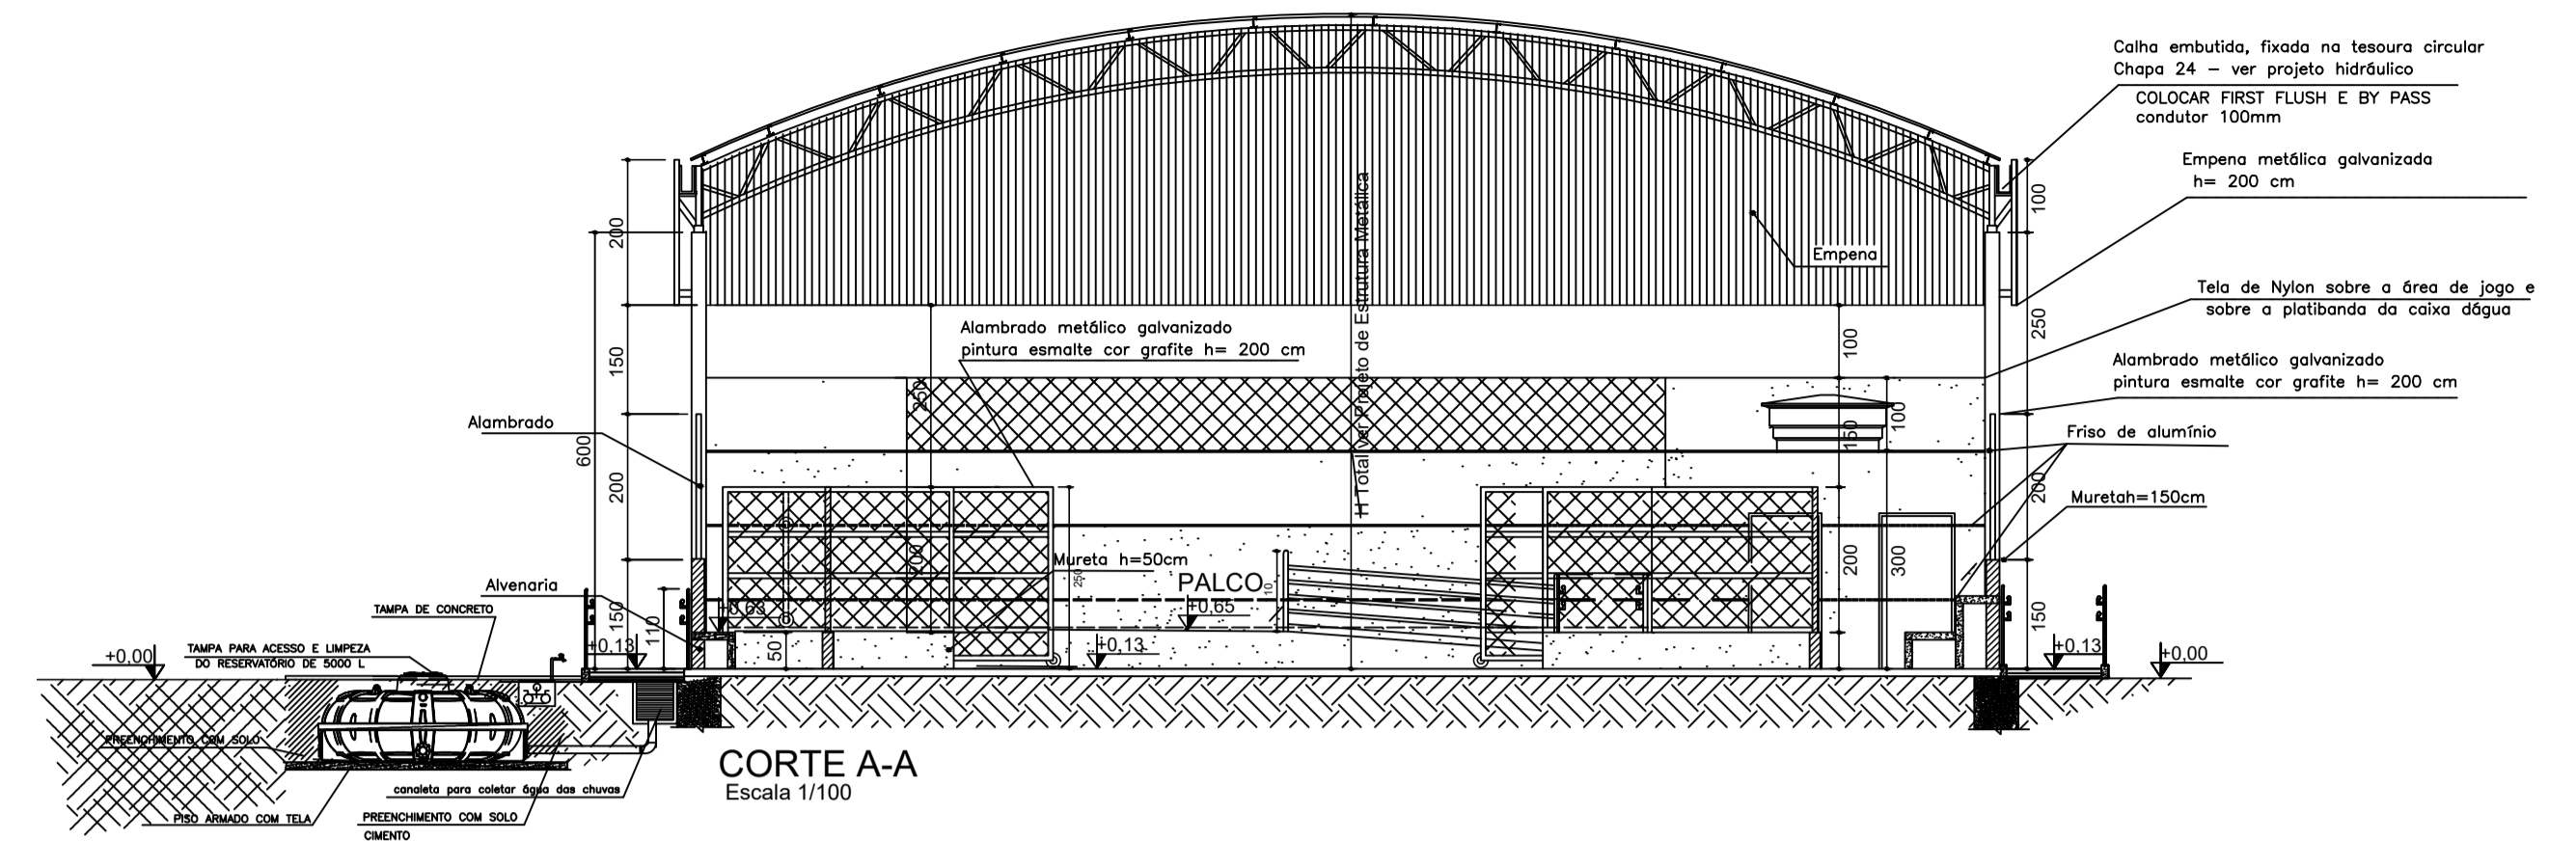 Calha embutida, fixada na tesoura circular
Chapa 24 – ver projeto hidráulico
COLOCAR FIRST FLUSH E BY PASS
condutor 100mm
Empena metálica galvanizada
h= 200 cm
100
200
H Total ver Projeto de Estrutura Metálica
Empena
Tela de Nylon sobre a área de jogo e
sobre a platibanda da caixa dágua
250
Alambrado metálico galvanizado
pintura esmalte cor grafite h= 200 cm
150
100
Alambrado metálico galvanizado
pintura esmalte cor grafite h= 200 cm
250
100
150
Alambrado
Friso de alumínio
600
200
200
Muretah=150cm
200
200
300
Mureta h=50cm
250
PALCO
10
Alvenaria
TAMPA DE CONCRETO
150
110
+0,63
+0,65
150
TAMPA PARA ACESSO E LIMPEZA
DO RESERVATÓRIO DE 5000 L
+0,00
+0,13
50
+0,13
+0,13
+0,00
PREENCHIMENTO COM SOLO
CORTE A-A
Escala 1/100
canaleta para coletar água das chuvas
PISO ARMADO COM TELA
PREENCHIMENTO COM SOLO
CIMENTO